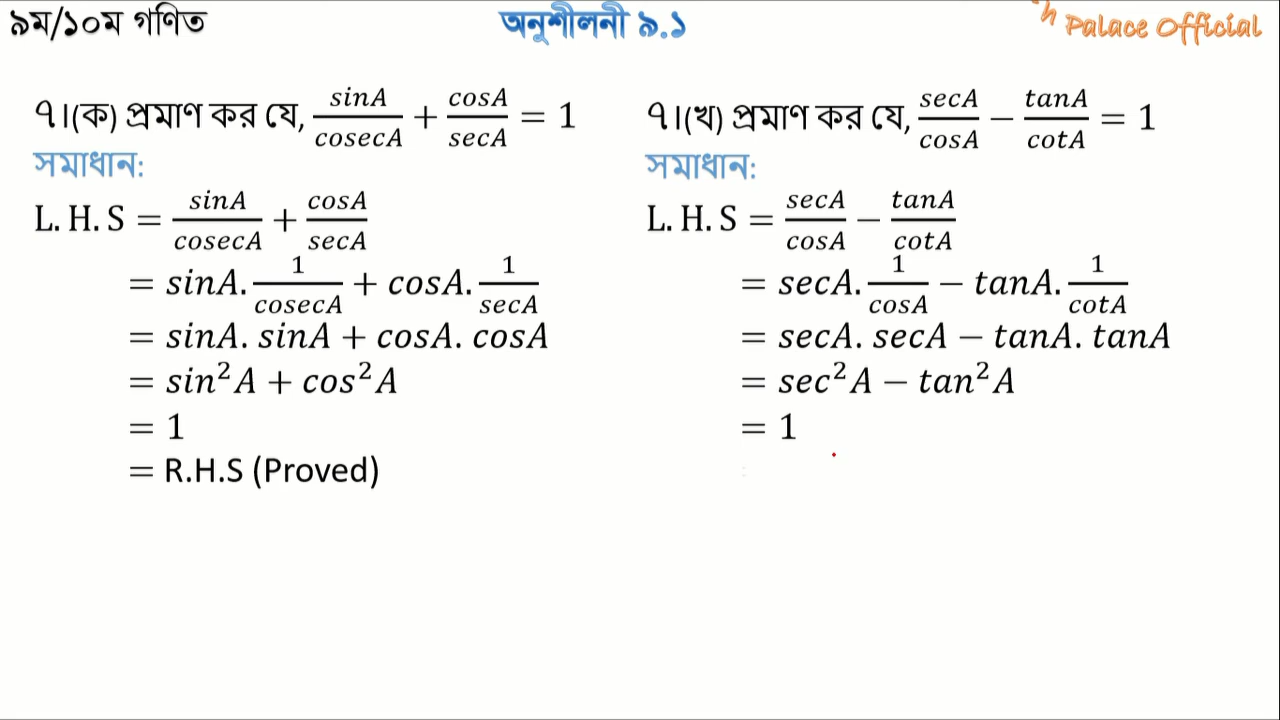 ৯ম/১০ম গণিত
অনুশীলনী ৯.১
h Palace Official
৭।(ক) প্রমাণ কর যে, sinA/cosecA + cosA/secA = 1
সমাধান:
L. H. S = sinA/cosecA + cosA/secA
= sinA. 1/cosecA + cosA. 1/secA
= sinA. sinA + cosA. cosA
= sin²A + cos²A
= 1
= R.H.S (Proved)
৭।(খ) প্রমাণ কর যে, secA/cosA − tanA/cotA = 1
সমাধান:
L. H. S = secA/cosA − tanA/cotA
= secA. 1/cosA − tanA. 1/cotA
= secA. secA − tanA. tanA
= sec²A − tan²A
= 1